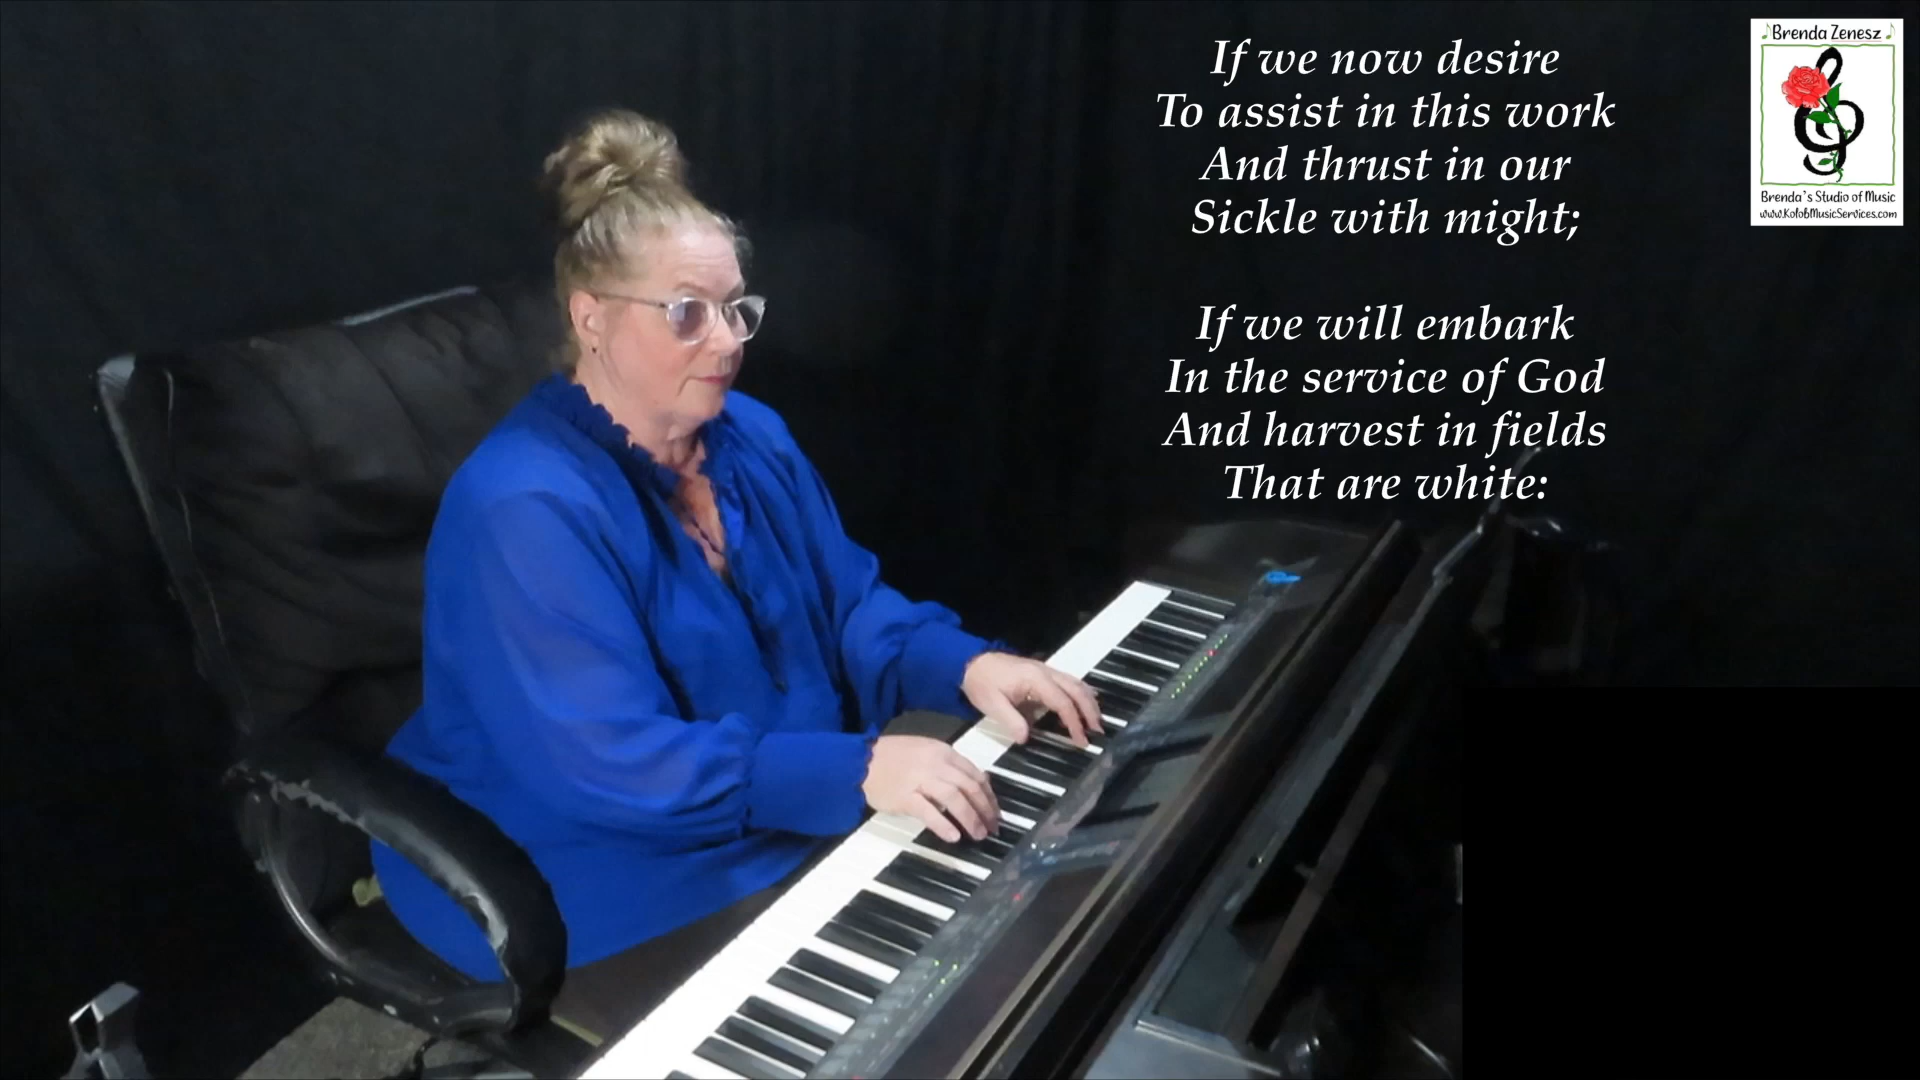 If we now desire
To assist in this work
And thrust in our
Sickle with might;
If we will embark
In the service of God
And harvest in fields
That are white:
Brenda Zenesz
Brenda's Studio of Music
www.KolobMusicServices.com